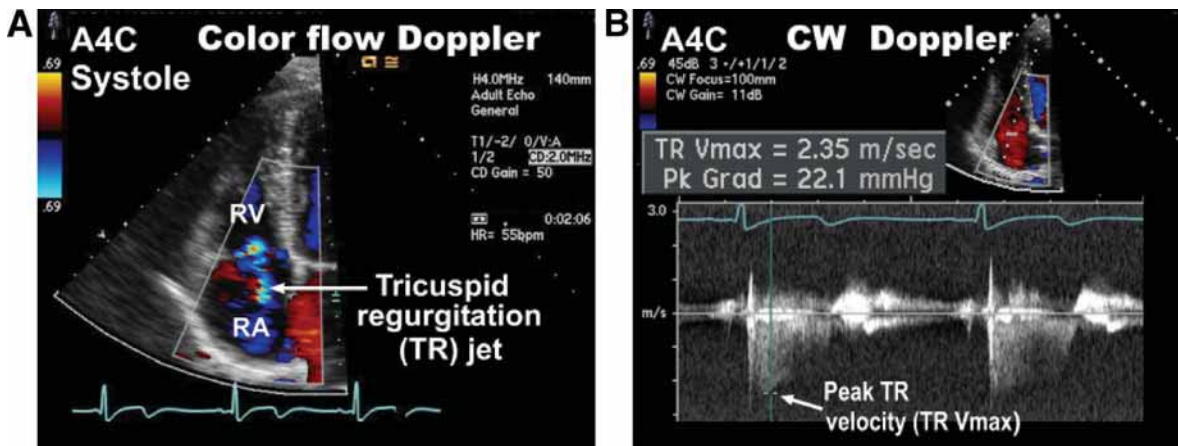 A
A4C
Systole
Color flow Doppler
.69
.69
H4.0MHz 140mm
Adult Echo
General
T1/-2/ 0/V:A
1/2 CD:2.0MHz
CD Gain = 50
0:02:06
HR= 55bpm
RV
RA
Tricuspid
regurgitation
(TR) jet
B
A4C
CW Doppler
.69
45dB 3 +/+1/1/2
CW Focus=100mm
CW Gain= 11dB
TR Vmax = 2.35 m/sec
Pk Grad = 22.1 mmHg
3.0
m/s
Peak TR
velocity (TR Vmax)